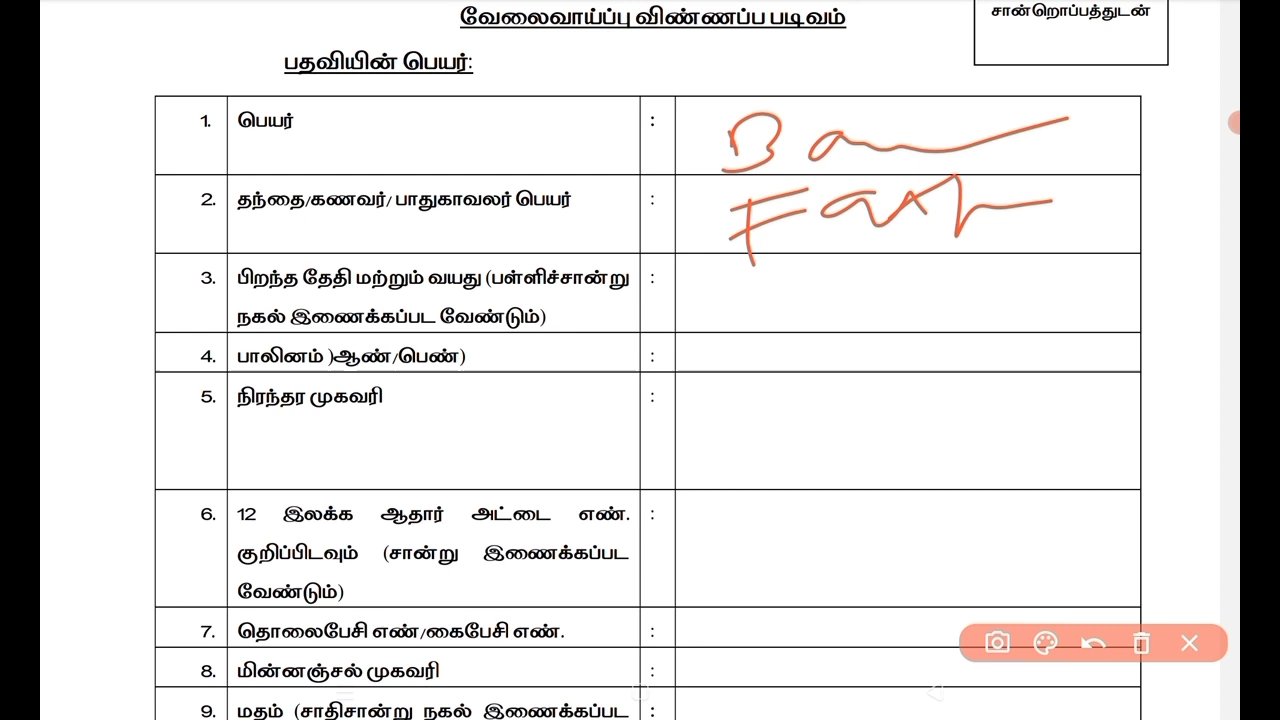 வேலைவாய்ப்பு விண்ணப்ப படிவம்
சான்றொப்பத்துடன்
பதவியின் பெயர்:
1. பெயர் :
2. தந்தை/கணவர்/ பாதுகாவலர் பெயர் :
3. பிறந்த தேதி மற்றும் வயது (பள்ளிச்சான்று :
நகல் இணைக்கப்பட வேண்டும்)
4. பாலினம் )ஆண்/பெண்) :
5. நிரந்தர முகவரி :
6. 12 இலக்க ஆதார் அட்டை எண். :
குறிப்பிடவும் (சான்று இணைக்கப்பட
வேண்டும்)
7. தொலைபேசி எண்/கைபேசி எண். :
8. மின்னஞ்சல் முகவரி :
9. மதம் (சாதிசான்று நகல் இணைக்கப்பட :